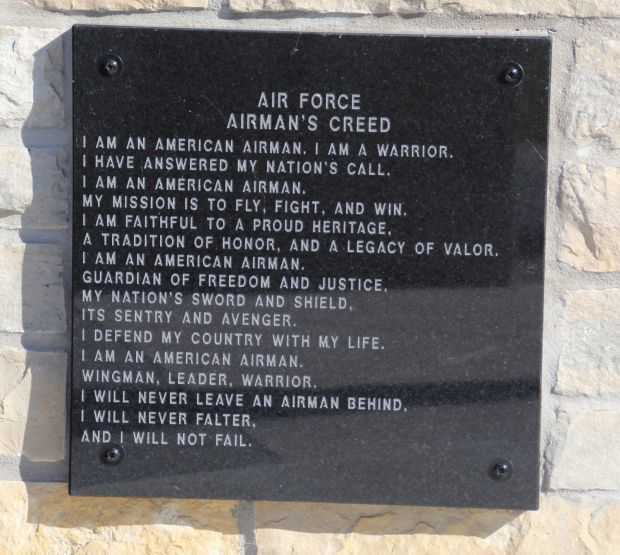 AIR FORCE
AIRMAN'S CREED
I AM AN AMERICAN AIRMAN. I AM A WARRIOR.
I HAVE ANSWERED MY NATION'S CALL.
I AM AN AMERICAN AIRMAN.
MY MISSION IS TO FLY, FIGHT, AND WIN.
I AM FAITHFUL TO A PROUD HERITAGE,
A TRADITION OF HONOR, AND A LEGACY OF VALOR.
I AM AN AMERICAN AIRMAN.
GUARDIAN OF FREEDOM AND JUSTICE,
MY NATION'S SWORD AND SHIELD,
ITS SENTRY AND AVENGER.
I DEFEND MY COUNTRY WITH MY LIFE.
I AM AN AMERICAN AIRMAN.
WINGMAN, LEADER, WARRIOR.
I WILL NEVER LEAVE AN AIRMAN BEHIND,
I WILL NEVER FALTER,
AND I WILL NOT FAIL.